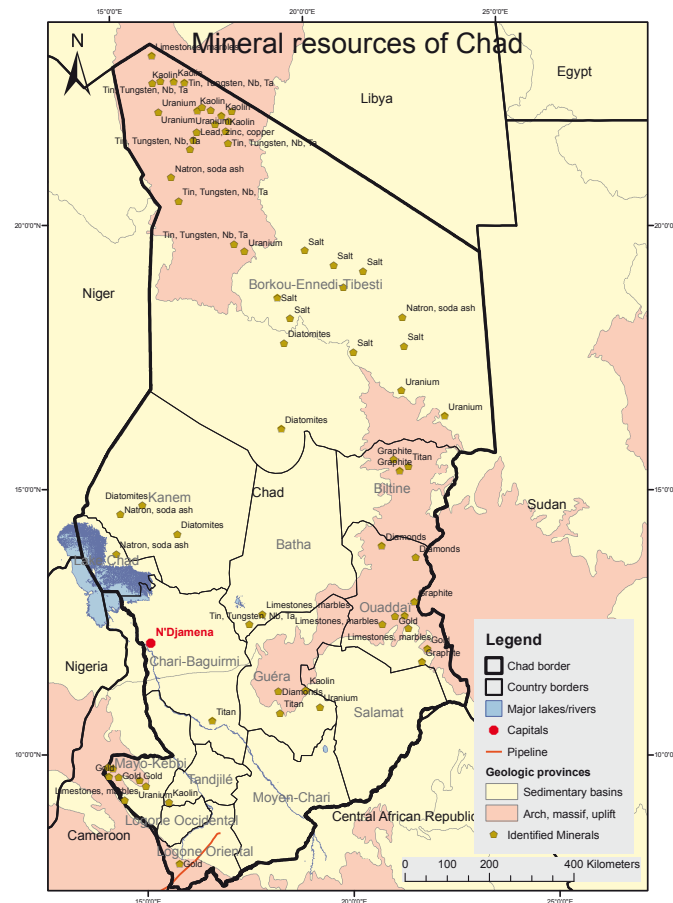 15°0'0"E
20°0'0"E
25°0'0"E
N
Mineral resources of Chad
Limestones, marbles
Egypt
Kaolin
Kaolin
Tin, Tungsten, Nb, Ta
Tin, Tungsten, Nb, Ta
Libya
Uranium
Kaolin
Kaolin
Uranium
Uranium
Kaolin
Lead, zinc, copper
Tin, Tungsten, Nb, Ta
Tin, Tungsten, Nb, Ta
Natron, soda ash
Tin, Tungsten, Nb, Ta
20°0'0"N
20°0'0"N
Tin, Tungsten, Nb, Ta
Uranium
Salt
Salt
Salt
Borkou-Ennedi-Tibesti
Niger
Salt
Salt
Natron, soda ash
Diatomites
Salt
Salt
Uranium
Uranium
Diatomites
Graphite
Titan
Graphite
15°0'0"N
15°0'0"N
Biltine
Diatomites
Kanem
Chad
Natron, soda ash
Sudan
Diatomites
Natron, soda ash
Batha
Diamonds
Diamonds
Lake Chad
Graphite
Limestones, marbles
Ouaddaï
Tin, Tungsten, Nb, Ta
Limestones, marbles
N'Djamena
Limestones, marbles
Gold
Graphite
Nigeria
Chari-Baguirmi
Guéra
Kaolin
Diamonds
Uranium
Titan
Titan
Salamat
10°0'0"N
10°0'0"N
Mayo-Kebbi
Gold
Gold
Gold
Tandjilé
Limestones, marbles
Uranium
Kaolin
Moyen-Chari
Logone Occidental
Central African Republic
Cameroon
Logone Oriental
Gold
Legend
Chad border
Country borders
Major lakes/rivers
Capitals
Pipeline
Geologic provinces
Sedimentary basins
Arch, massif, uplift
Identified Minerals
0 100 200 400 Kilometers
15°0'0"E
20°0'0"E
25°0'0"E